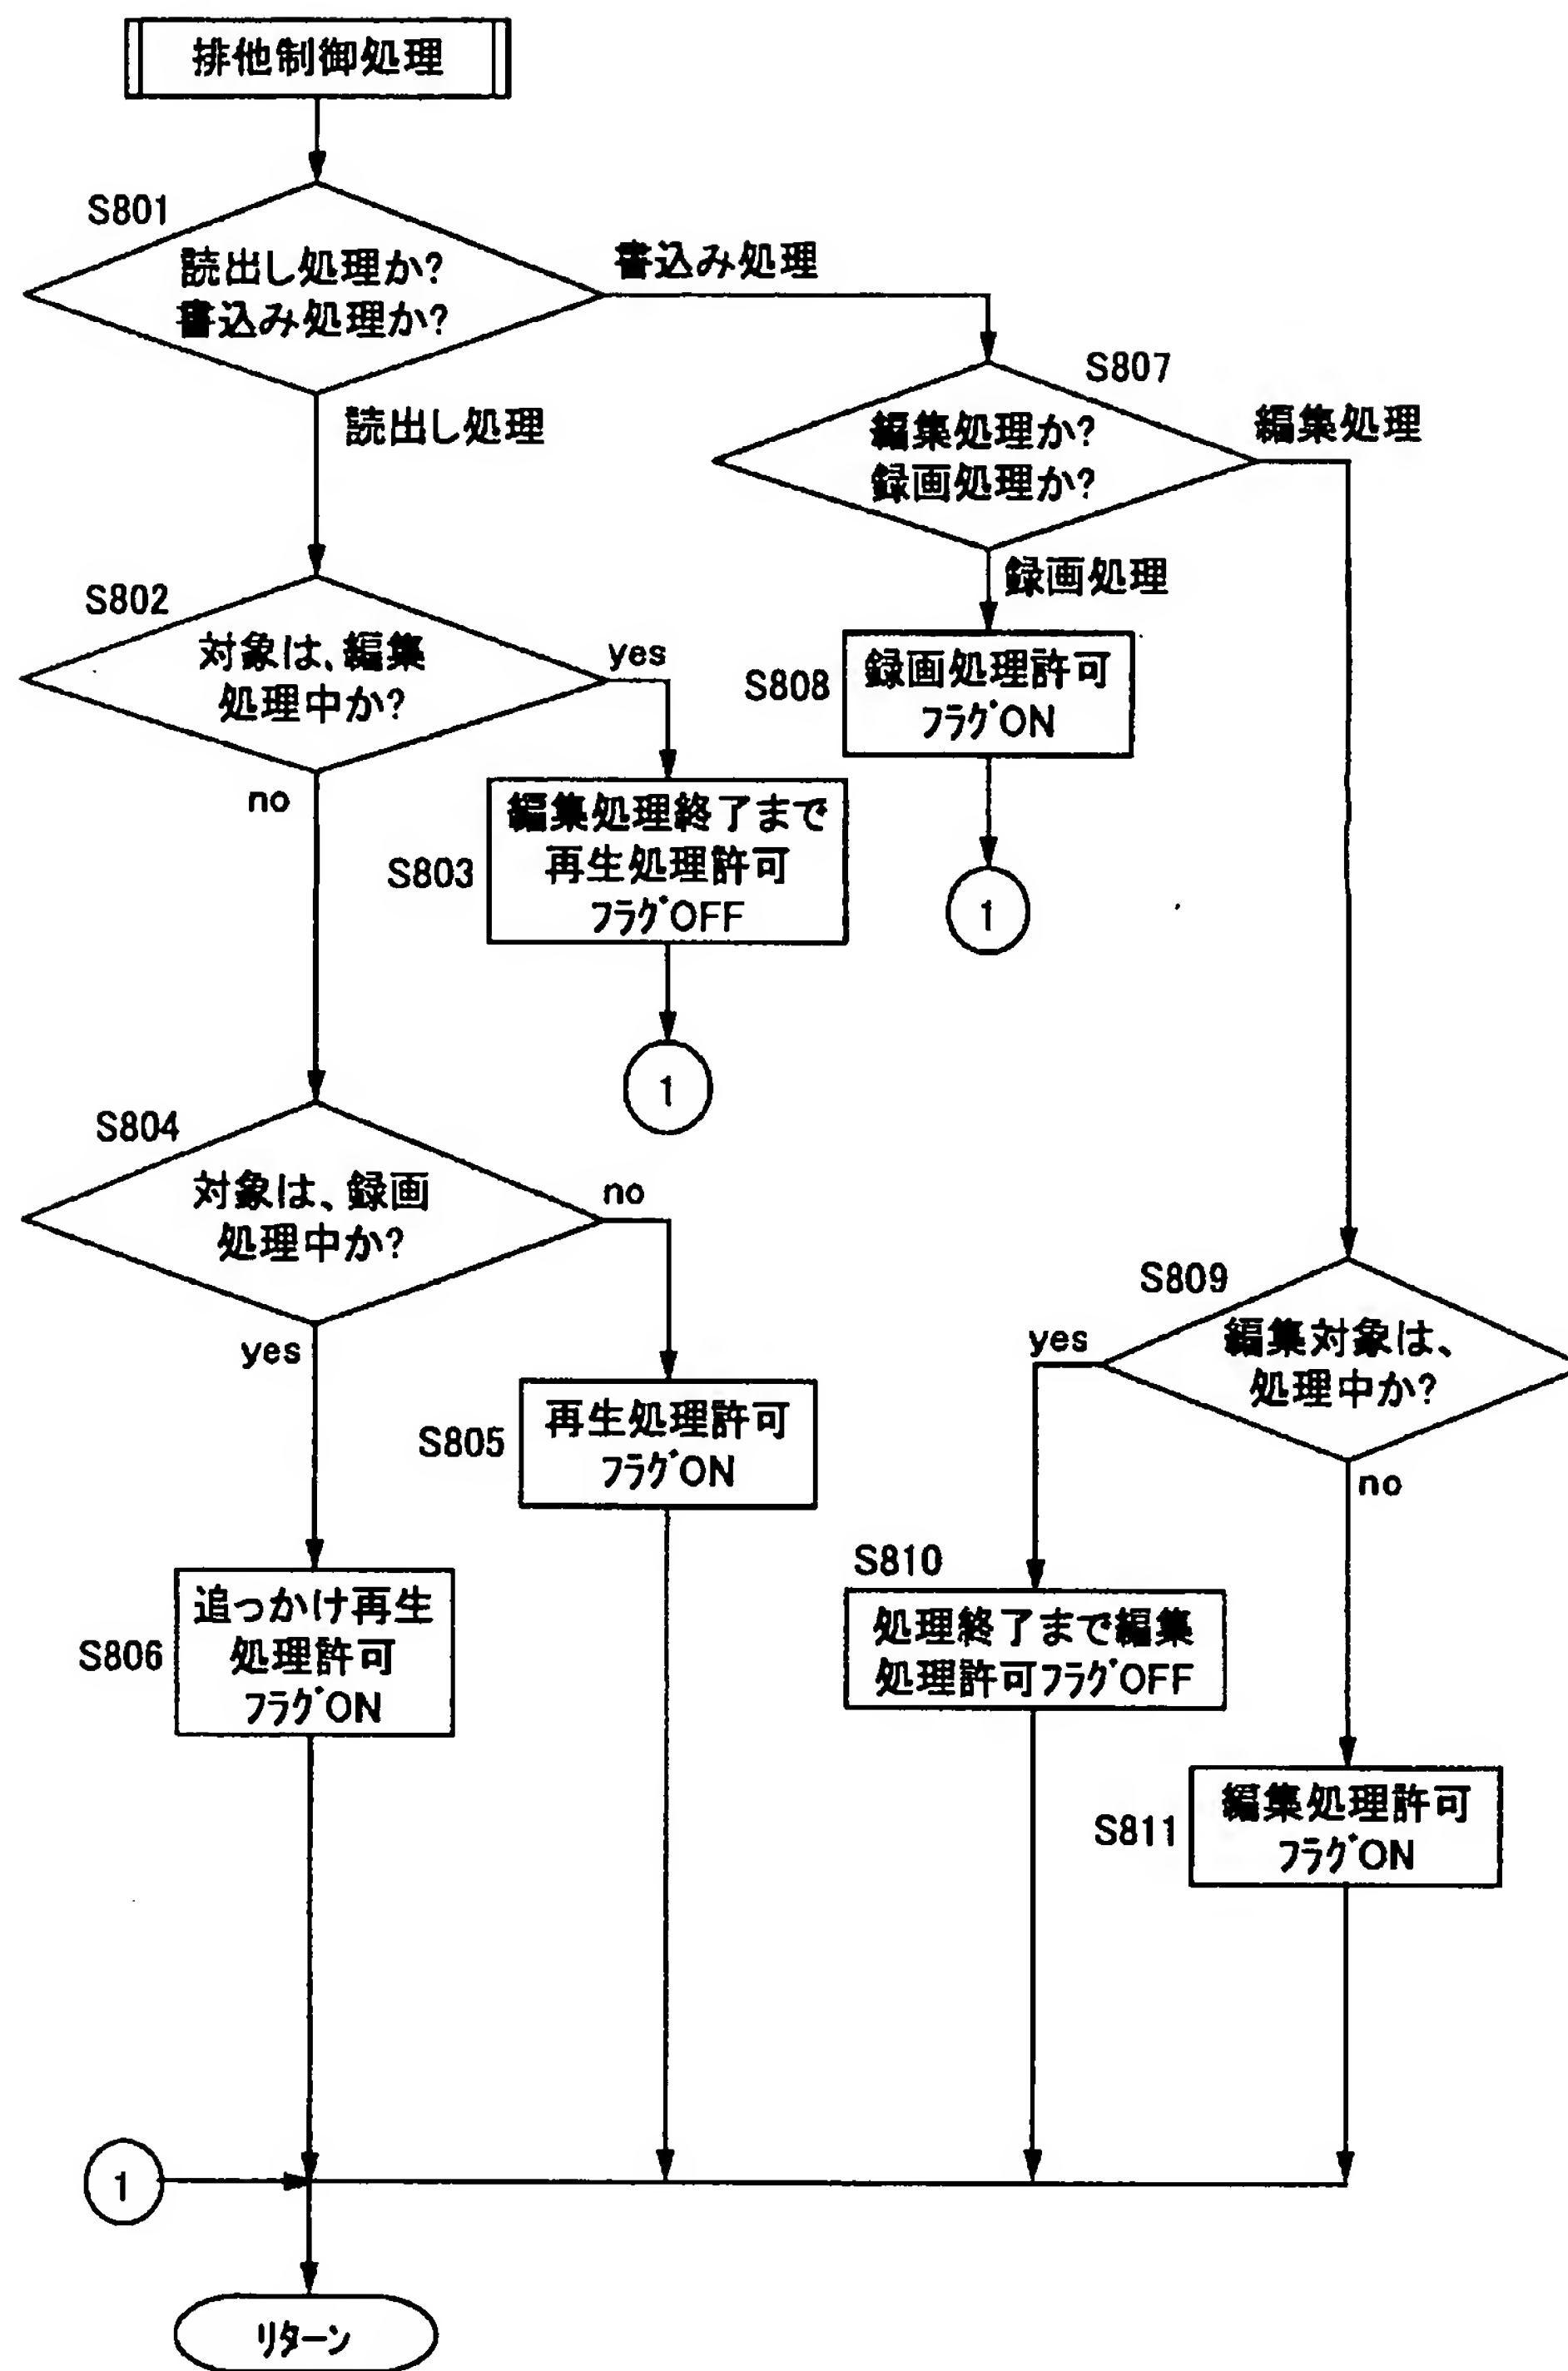 排他制御処理
S801
読出し処理か?
書込み処理か?
書込み処理
読出し処理
S807
編集処理か?
録画処理か?
編集処理
録画処理
S802
対象は、編集
処理中か?
yes
no
S808
録画処理許可
ﾌﾗｸﾞON
1
S803
編集処理終了まで
再生処理許可
ﾌﾗｸﾞOFF
1
S804
対象は、録画
処理中か?
no
yes
S805
再生処理許可
ﾌﾗｸﾞON
S806
追っかけ再生
処理許可
ﾌﾗｸﾞON
S809
編集対象は、
処理中か?
yes
no
S810
処理終了まで編集
処理許可ﾌﾗｸﾞOFF
S811
編集処理許可
ﾌﾗｸﾞON
1
ﾘﾀｰﾝ